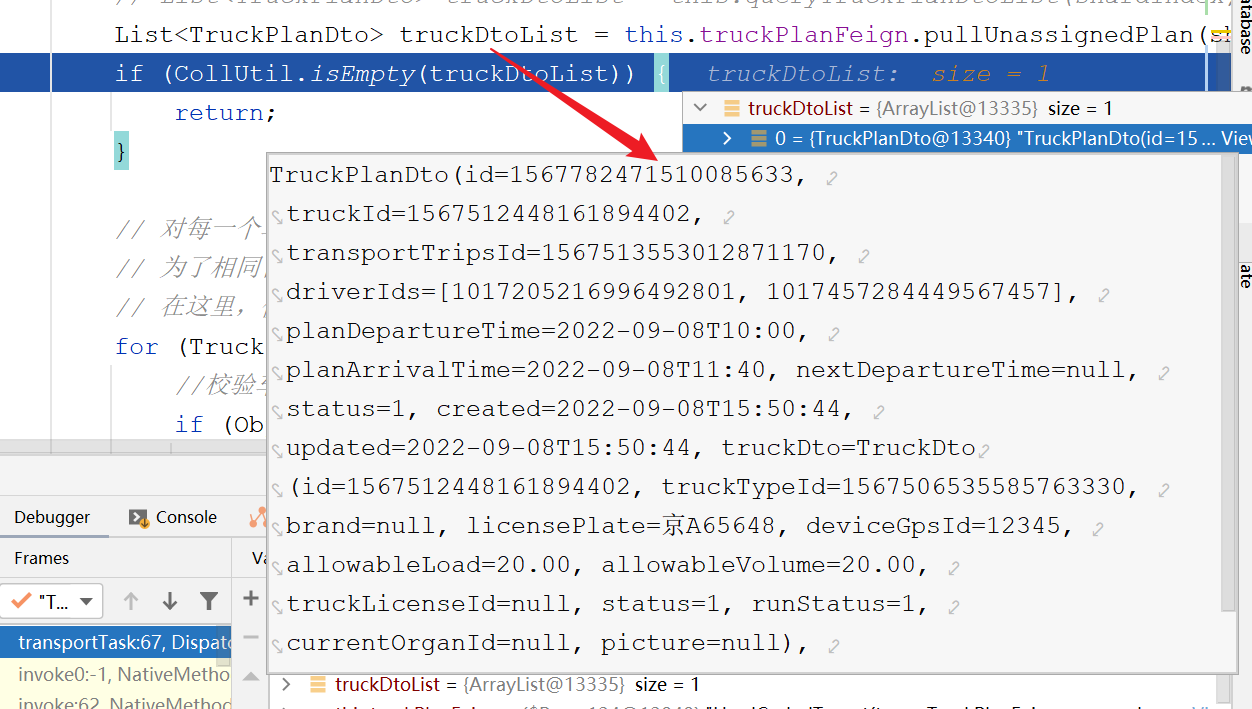 List<TruckPlanDto> truckDtoList = this.truckPlanFeign.pullUnassignedPlan(
if (CollUtil.isEmpty(truckDtoList)) { truckDtoList: size = 1
return;
}
truckDtoList = {ArrayList@13335} size = 1
0 = {TruckPlanDto@13340} "TruckPlanDto(id=15... View
TruckPlanDto(id=1567782471510085633,
truckId=1567512448161894402,
transportTripsId=1567513553012871170,
driverIds=[1017205216996492801, 1017457284449567457],
planDepartureTime=2022-09-08T10:00,
planArrivalTime=2022-09-08T11:40, nextDepartureTime=null,
status=1, created=2022-09-08T15:50:44,
updated=2022-09-08T15:50:44, truckDto=TruckDto
(id=1567512448161894402, truckTypeId=1567506535585763330,
brand=null, licensePlate=京A65648, deviceGpsId=12345,
allowableLoad=20.00, allowableVolume=20.00,
truckLicenseId=null, status=1, runStatus=1,
currentOrganId=null, picture=null),
// 对每一个
// 为了相同
// 在这里，
for (Truck
//校验
if (Ob
Debugger
Console
Frames
Va
"T...
transportTask:67, Dispatc
invoke0:-1, NativeMetho
invoke:62, NativeMethod
truckDtoList = {ArrayList@13335} size = 1
atabase
ate